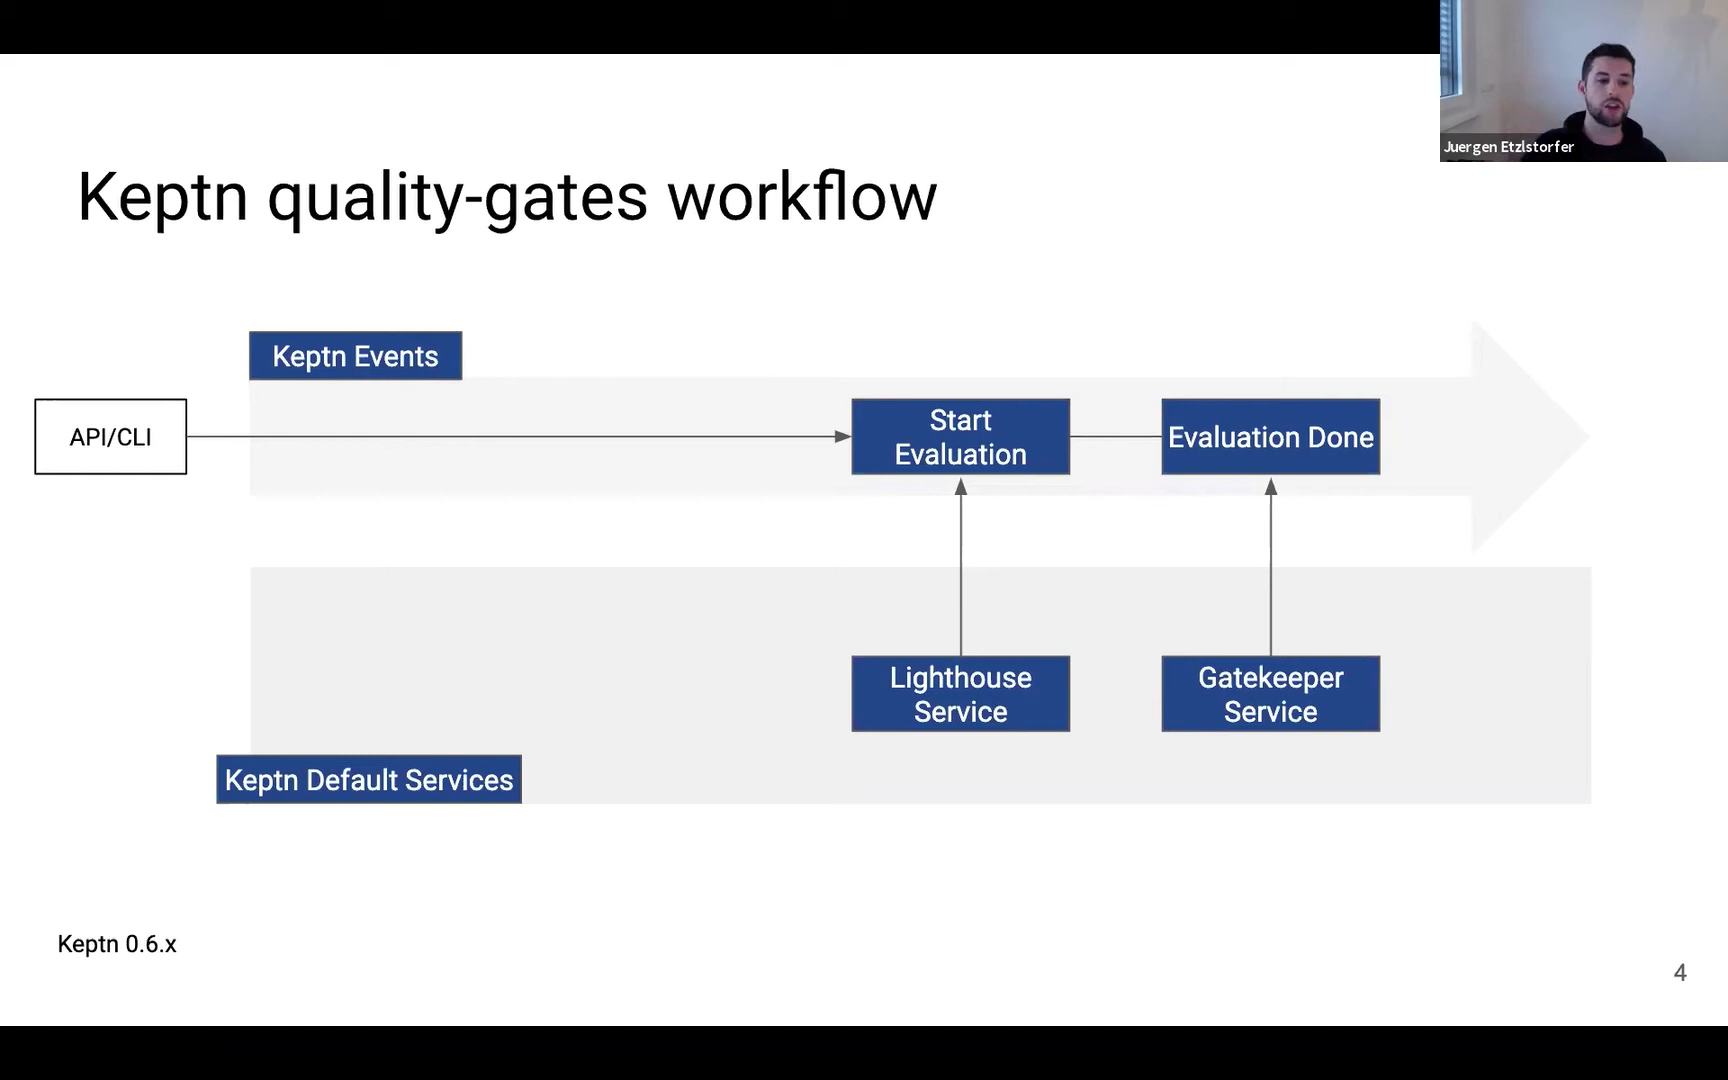 Juergen Etzlstorfer
Keptn quality-gates workflow
Keptn Events
API/CLI
Start
Evaluation
Evaluation Done
Lighthouse
Service
Gatekeeper
Service
Keptn Default Services
Keptn 0.6.x
4